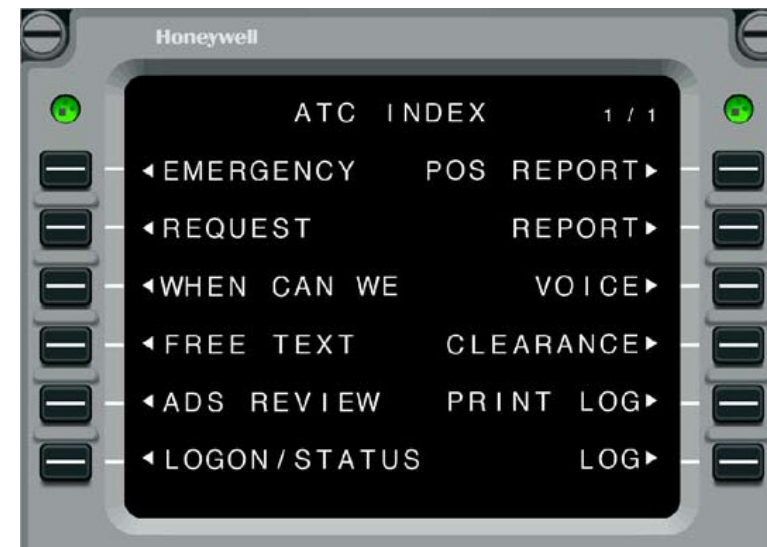 Honeywell
ATC INDEX 1 / 1
◂EMERGENCY POS REPORT▸
◂REQUEST REPORT▸
◂WHEN CAN WE VOICE▸
◂FREE TEXT CLEARANCE▸
◂ADS REVIEW PRINT LOG▸
◂LOGON/STATUS LOG▸